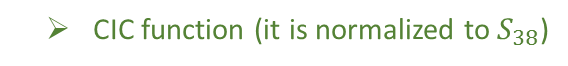 ➢ CIC function (it is normalized to S₃₈)